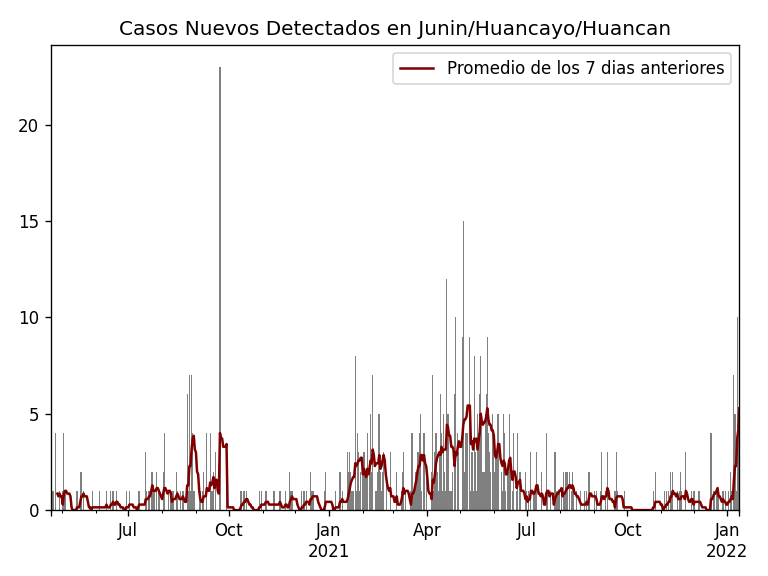 Casos Nuevos Detectados en Junin/Huancayo/Huancan
Promedio de los 7 dias anteriores
20
15
10
5
0
Jul Oct Jan Apr Jul Oct Jan
2021 2022